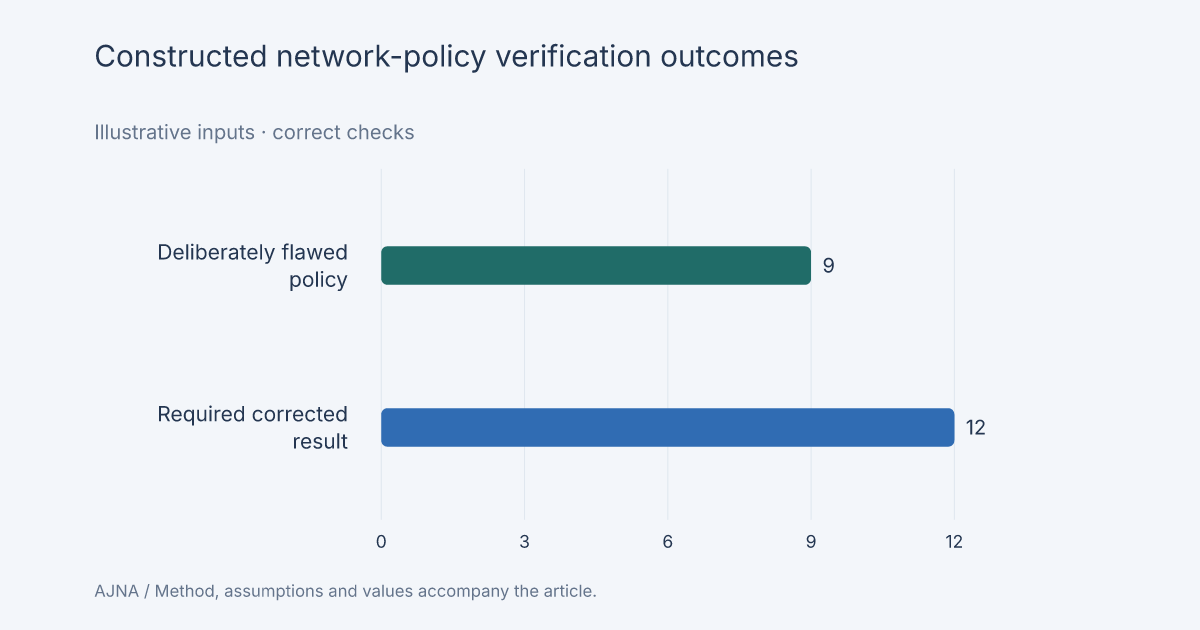 Constructed network-policy verification outcomes
Illustrative inputs · correct checks
Deliberately flawed
policy
9
Required corrected
result
12
0 3 6 9 12
AJNA / Method, assumptions and values accompany the article.